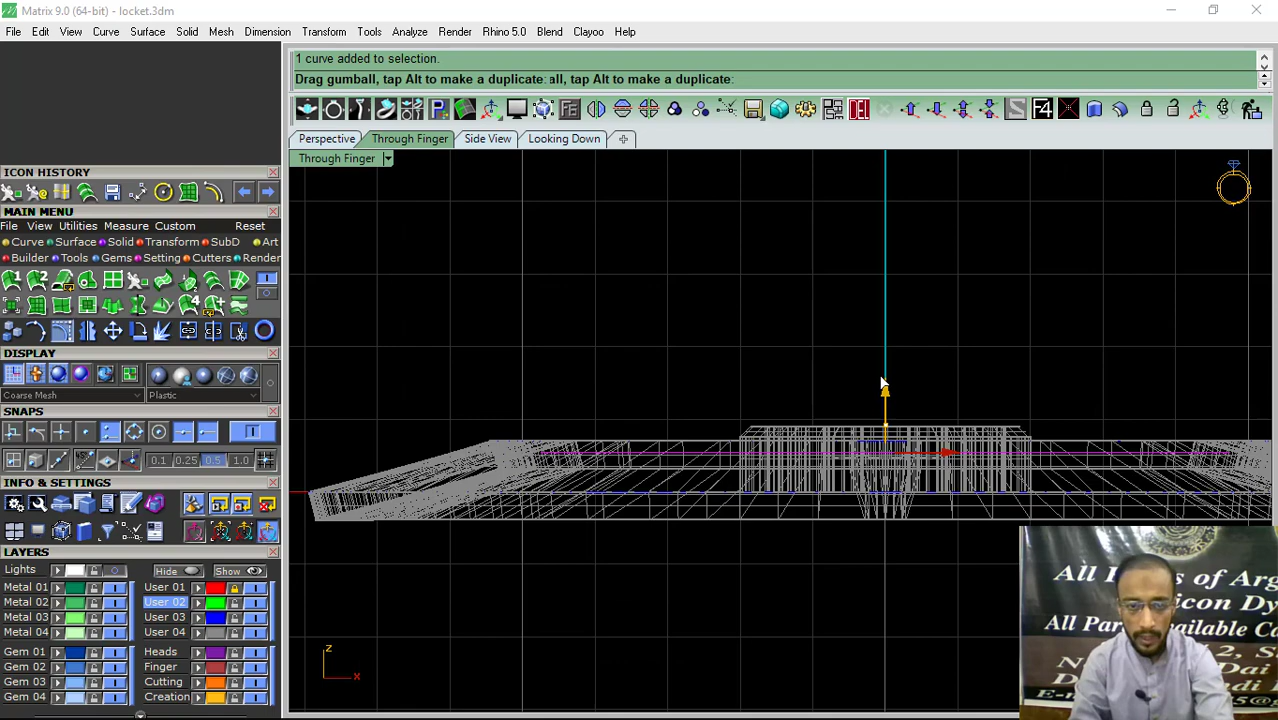 Matrix 9.0 (64-bit) - locket.3dm
File Edit View Curve Surface Solid Mesh Dimension Transform Tools Analyze Render Rhino 5.0 Blend Clayoo Help
1 curve added to selection.
Drag gumball, tap Alt to make a duplicate: all, tap Alt to make a duplicate:
Perspective Through Finger Side View Looking Down
Through Finger
ICON HISTORY
MAIN MENU
File View Utilities Measure Custom Reset
Curve Surface Solid Transform SubD Art
Builder Tools Gems Setting Cutters Render
DISPLAY
Coarse Mesh Plastic
SNAPS
0.1 0.25 0.5 1.0
INFO & SETTINGS
LAYERS
Lights Hide Show
Metal 01 User 01
Metal 02 User 02
Metal 03 User 03
Metal 04 User 04
Gem 01 Heads
Gem 02 Finger
Gem 03 Cutting
Gem 04 Creation
z
x
F4
DEL
All of Arg
icon Dy
All Par vailable Ca